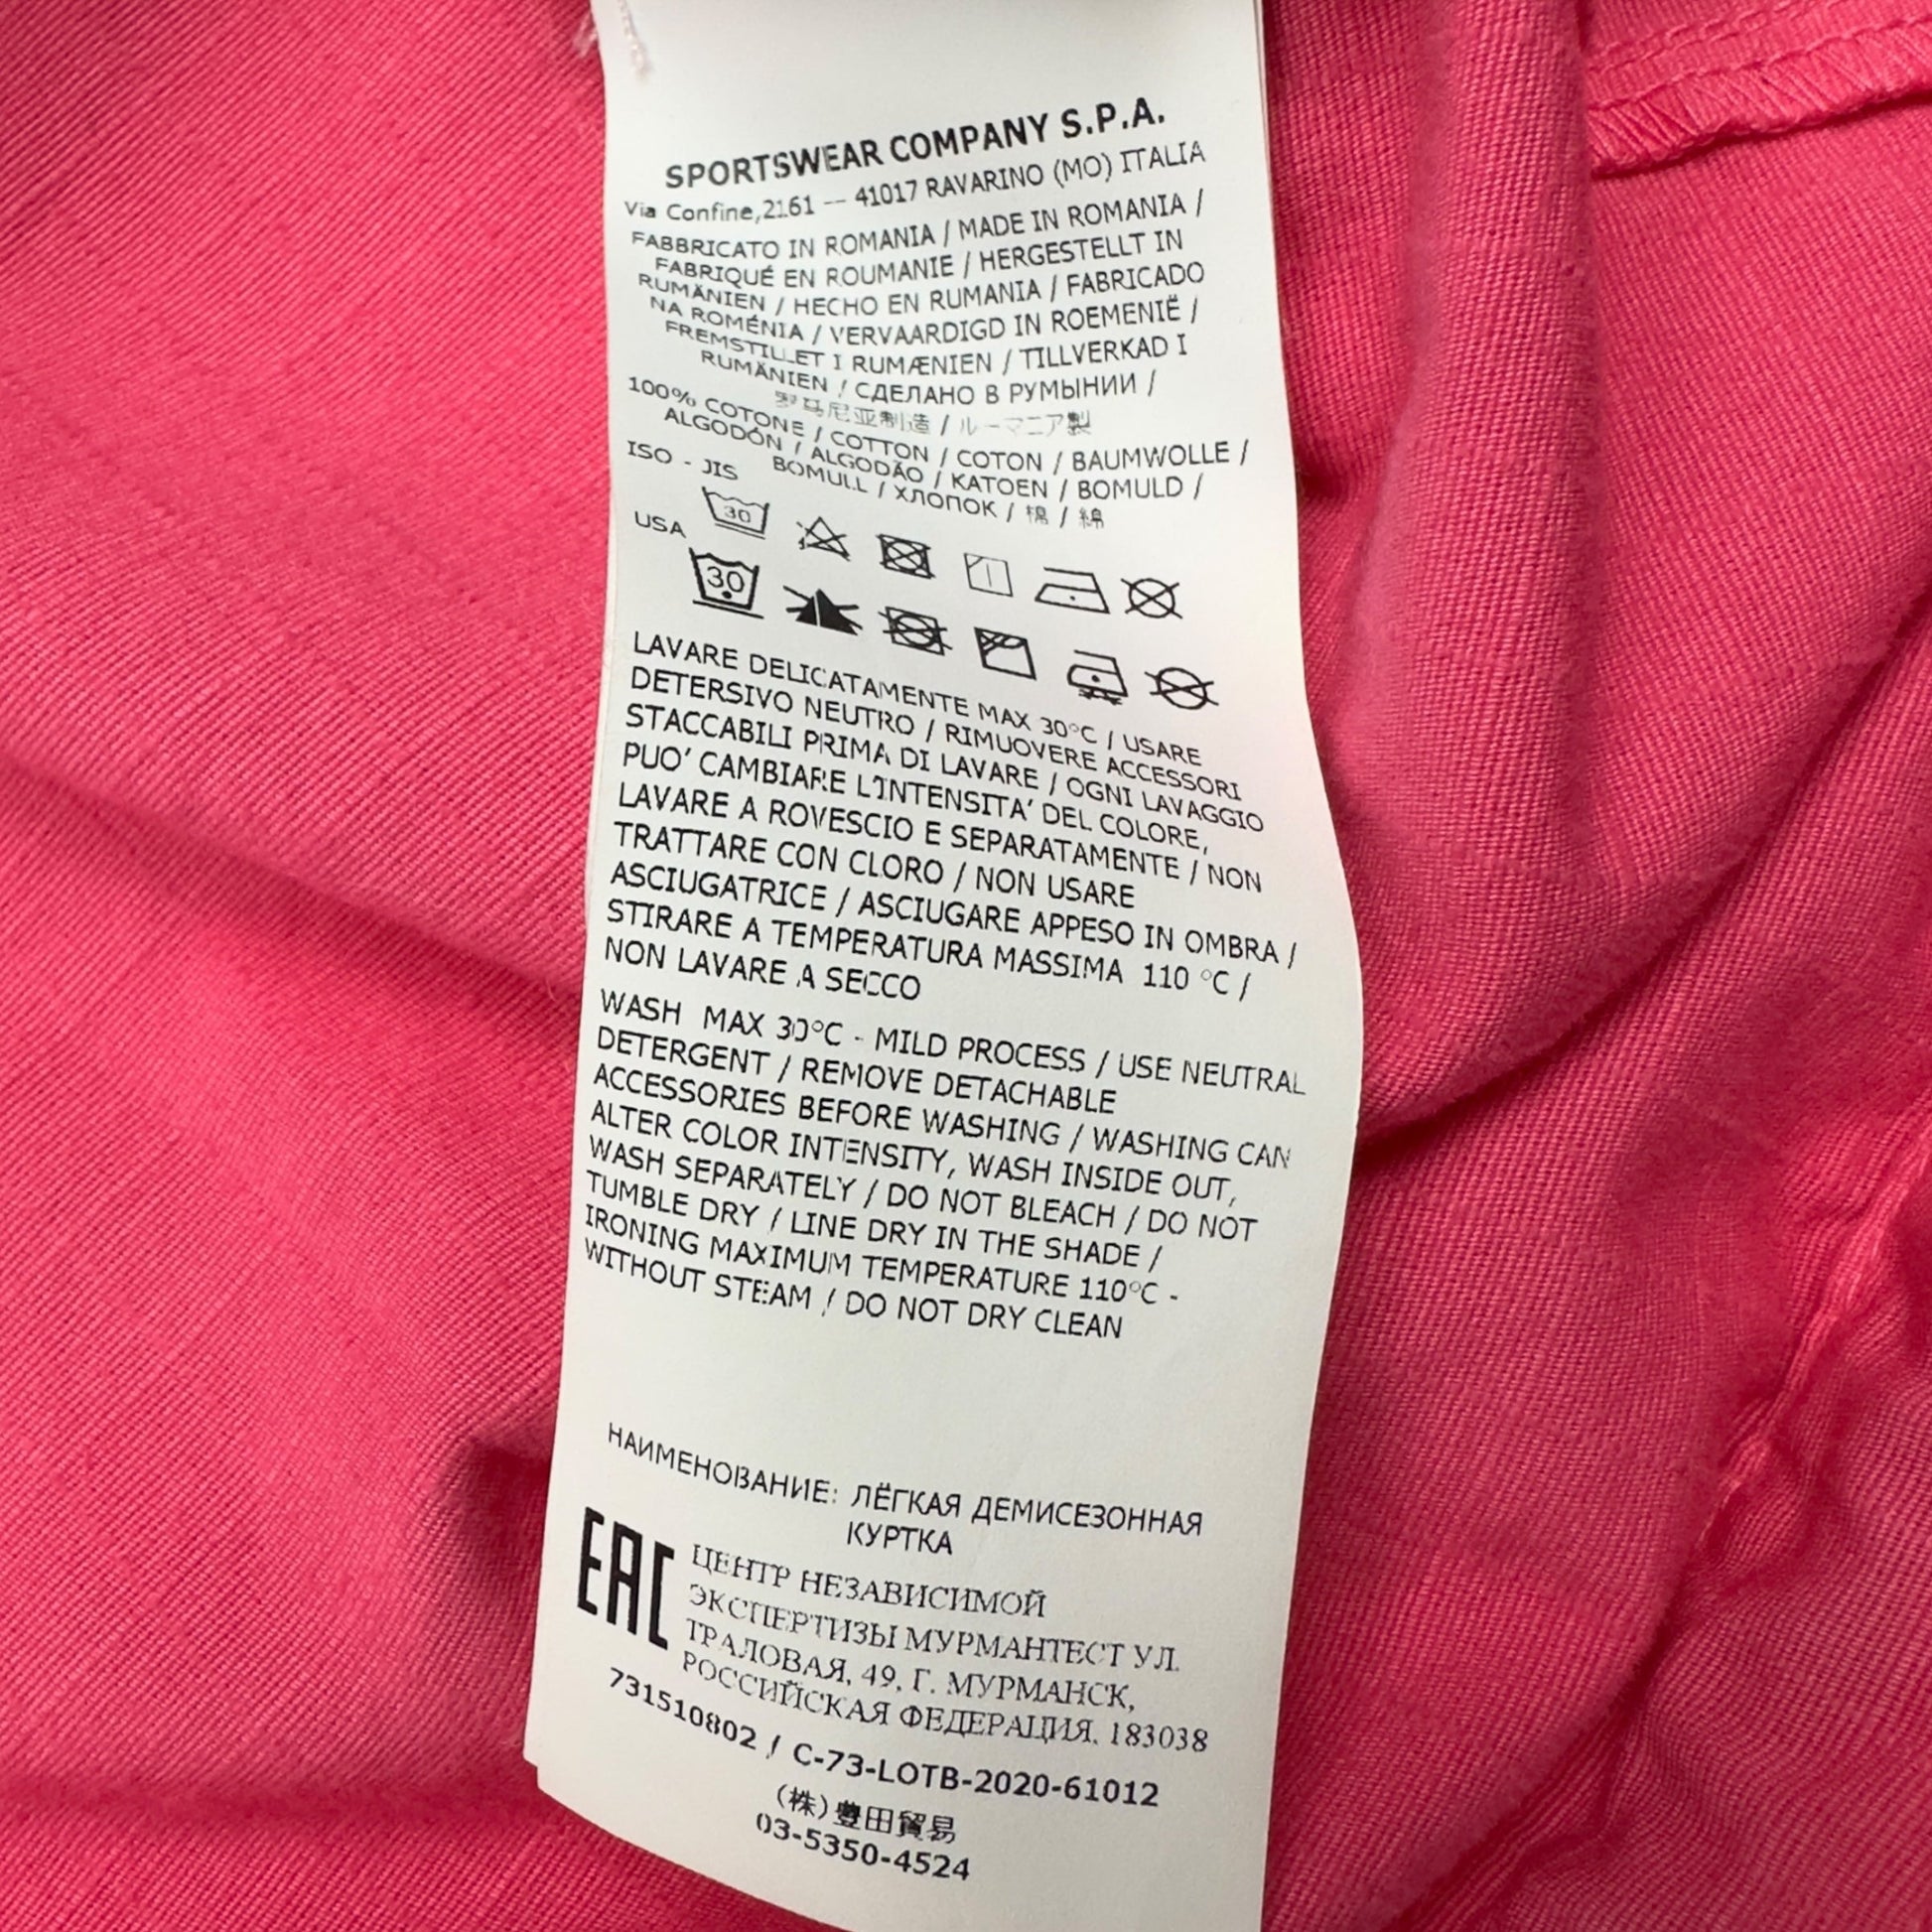 SPORTSWEAR COMPANY S.P.A.
Via Confine,2161 — 41017 RAVARINO (MO) ITALIA
FABBRICATO IN ROMANIA / MADE IN ROMANIA /
FABRIQUÉ EN ROUMANIE / HERGESTELLT IN
RUMÄNIEN / HECHO EN RUMANIA / FABRICADO
NA ROMÉNIA / VERVAARDIGD IN ROEMENIË /
FREMSTILLET I RUMÆNIEN / TILLVERKAD I
RUMÄNIEN / СДЕЛАНО В РУМЫНИИ /
罗马尼亚制造 / ルーマニア製
100% COTONE / COTTON / COTON / BAUMWOLLE /
ALGODÓN / ALGODÃO / KATOEN / BOMULD /
BOMULL / ХЛОПОК / 棉 / 綿
ISO - JIS
30
USA
30
LAVARE DELICATAMENTE MAX 30°C / USARE
DETERSIVO NEUTRO / RIMUOVERE ACCESSORI
STACCABILI PRIMA DI LAVARE / OGNI LAVAGGIO
PUO’ CAMBIARE L’INTENSITA’ DEL COLORE,
LAVARE A ROVESCIO E SEPARATAMENTE / NON
TRATTARE CON CLORO / NON USARE
ASCIUGATRICE / ASCIUGARE APPESO IN OMBRA /
STIRARE A TEMPERATURA MASSIMA 110 °C /
NON LAVARE A SECCO
WASH MAX 30°C - MILD PROCESS / USE NEUTRAL
DETERGENT / REMOVE DETACHABLE
ACCESSORIES BEFORE WASHING / WASHING CAN
ALTER COLOR INTENSITY, WASH INSIDE OUT,
WASH SEPARATELY / DO NOT BLEACH / DO NOT
TUMBLE DRY / LINE DRY IN THE SHADE /
IRONING MAXIMUM TEMPERATURE 110°C -
WITHOUT STEAM / DO NOT DRY CLEAN
НАИМЕНОВАНИЕ: ЛЁГКАЯ ДЕМИСЕЗОННАЯ
КУРТКА
EAC
ЦЕНТР НЕЗАВИСИМОЙ
ЭКСПЕРТИЗЫ МУРМАНТЕСТ УЛ.
ТРАЛОВАЯ, 49, Г. МУРМАНСК,
РОССИЙСКАЯ ФЕДЕРАЦИЯ, 183038
731510802 / C-73-LOTB-2020-61012
(株)豊田貿易
03-5350-4524